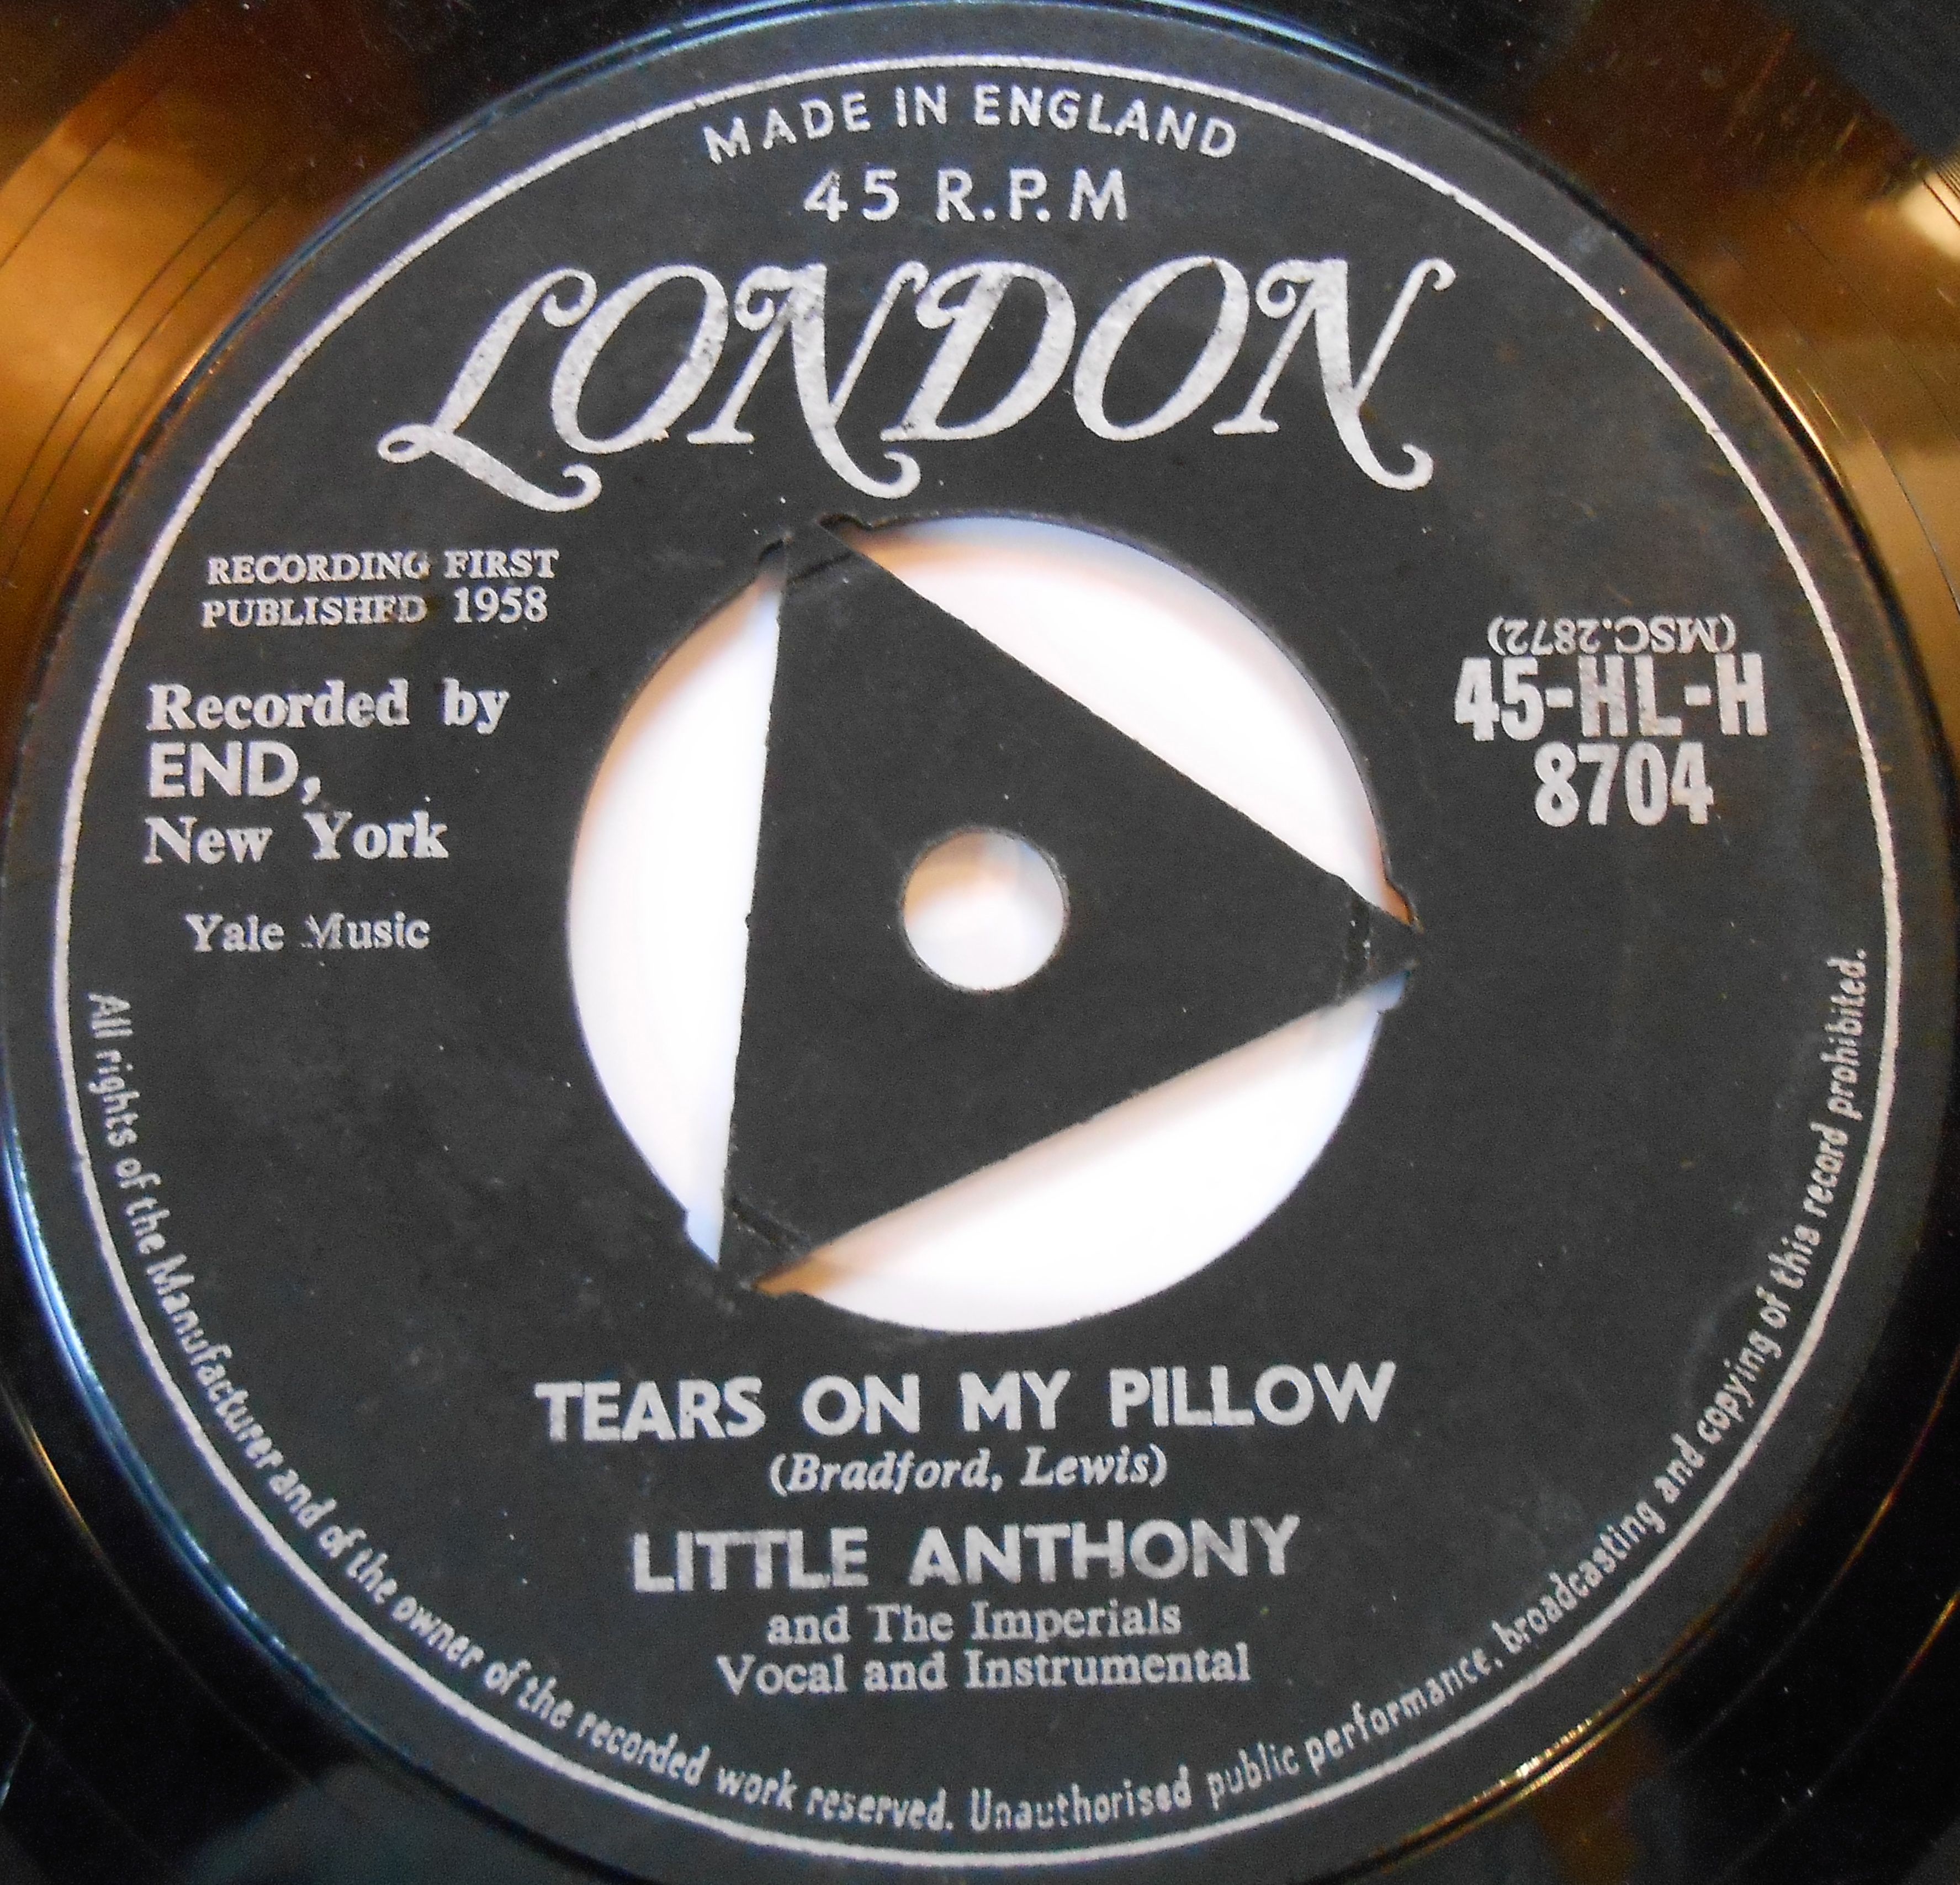 MADE IN ENGLAND
45 R.P.M
LONDON
RECORDING FIRST
PUBLISHED 1958
Recorded by
END,
New York
Yale Music
(MSC.2872)
45-HL-H
8704
TEARS ON MY PILLOW
(Bradford, Lewis)
LITTLE ANTHONY
and The Imperials
Vocal and Instrumental
All rights of the Manufacturer and of the owner of the recorded work reserved. Unauthorised public performance, broadcasting and copying of this record prohibited.